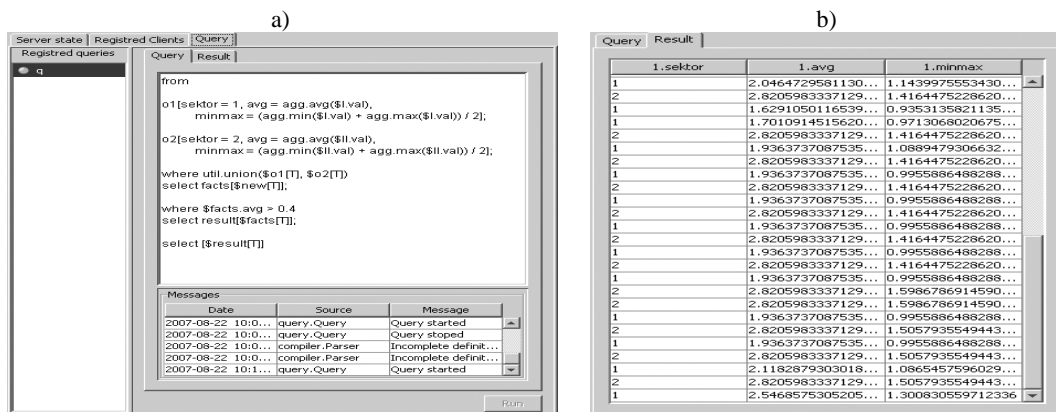 a)
Server state Registred Clients Query
Registred queries
q
Query Result
from
o1[sektor = 1, avg = agg.avg($I.val),
minmax = (agg.min($I.val) + agg.max($I.val)) / 2];
o2[sektor = 2, avg = agg.avg($II.val),
minmax = (agg.min($II.val) + agg.max($II.val)) / 2];
where util.union($o1[T], $o2[T])
select facts[$new[T]];
where $facts.avg > 0.4
select result[$facts[T]];
select [$result[T]]
Messages
Date Source Message
2007-08-22 10:0... query.Query Query started
2007-08-22 10:0... query.Query Query stoped
2007-08-22 10:0... compiler.Parser Incomplete definit...
2007-08-22 10:0... compiler.Parser Incomplete definit...
2007-08-22 10:1... query.Query Query started
Run
b)
Query Result
1.sektor 1.avg 1.minmax
1 2.0464729581130... 1.1439975553430...
2 2.8205983337129... 1.4164475228620...
1 1.6291050116539... 0.9353135821135...
1 1.7010914515620... 0.9713068020675...
2 2.8205983337129... 1.4164475228620...
1 1.9363737087535... 1.0889479306632...
2 2.8205983337129... 1.4164475228620...
1 1.9363737087535... 0.9955886488288...
2 2.8205983337129... 1.4164475228620...
1 1.9363737087535... 0.9955886488288...
2 2.8205983337129... 1.4164475228620...
1 1.9363737087535... 0.9955886488288...
2 2.8205983337129... 1.4164475228620...
1 1.9363737087535... 0.9955886488288...
2 2.8205983337129... 1.4164475228620...
1 1.9363737087535... 0.9955886488288...
2 2.8205983337129... 1.5986786914590...
2 2.8205983337129... 1.5986786914590...
1 1.9363737087535... 0.9955886488288...
2 2.8205983337129... 1.5057935549443...
1 1.9363737087535... 0.9955886488288...
2 2.8205983337129... 1.5057935549443...
1 2.1182879303018... 1.0865457596029...
2 2.8205983337129... 1.5057935549443...
1 2.5468575305205... 1.300830559712336